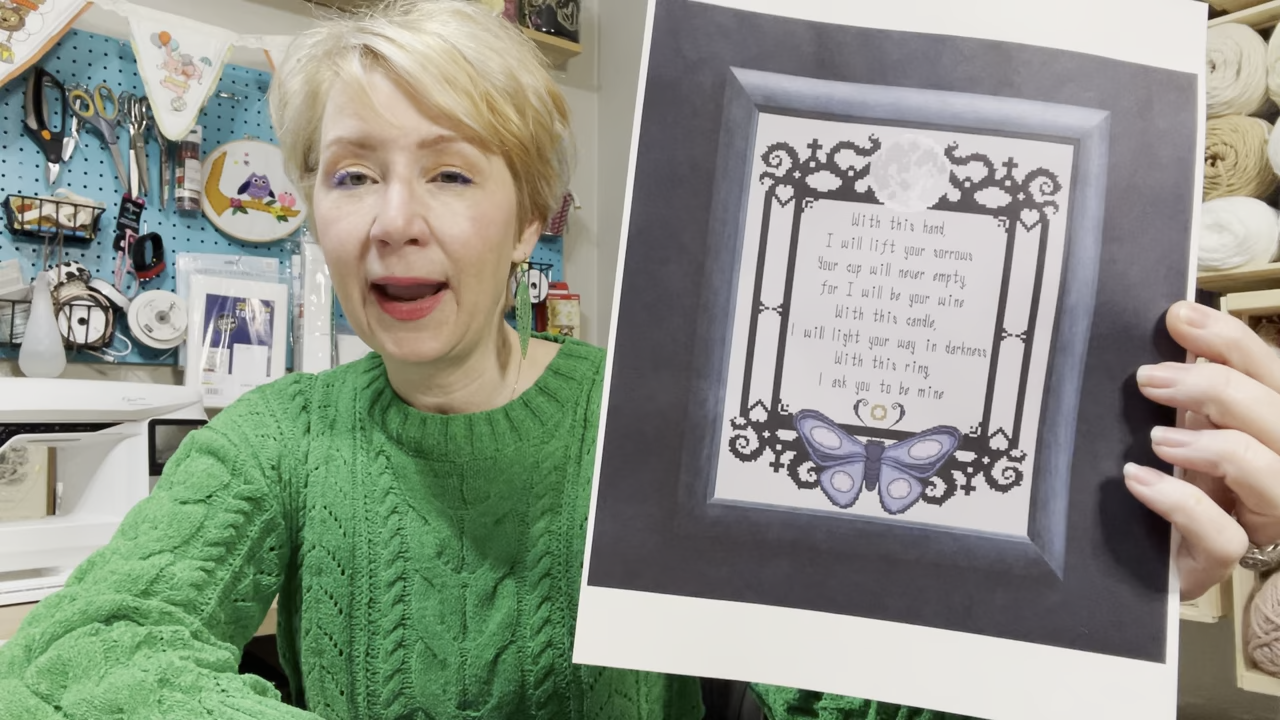 With this hand,
I will lift your sorrows
Your cup will never empty,
for I will be your wine
With this candle,
I will light your way in darkness
With this ring,
I ask you to be mine